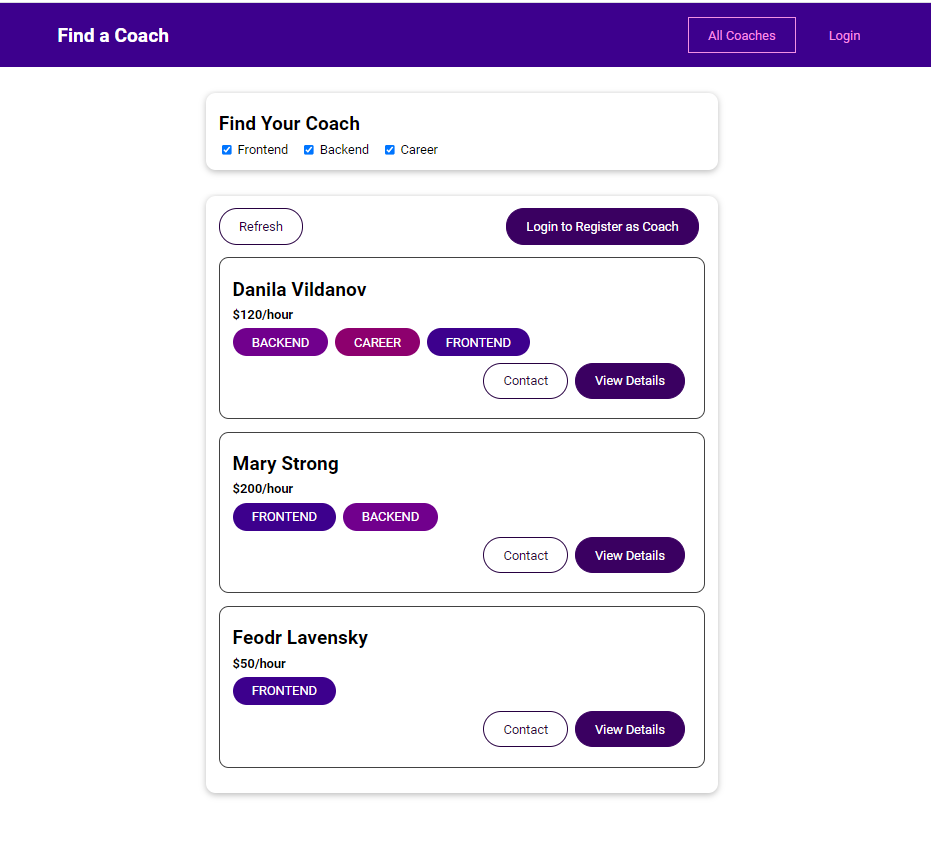 Find a Coach All Coaches Login
Find Your Coach
Frontend Backend Career
Refresh Login to Register as Coach
Danila Vildanov
$120/hour
BACKEND CAREER FRONTEND
Contact View Details
Mary Strong
$200/hour
FRONTEND BACKEND
Contact View Details
Feodr Lavensky
$50/hour
FRONTEND
Contact View Details